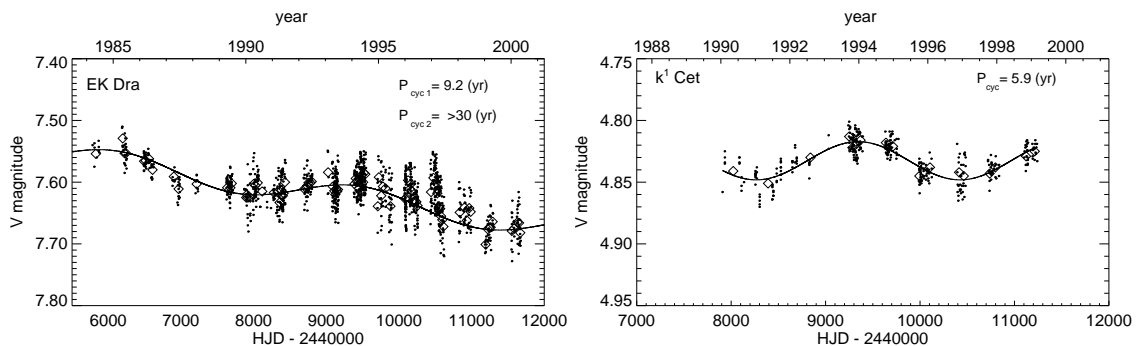 year
1985 1990 1995 2000
7.40
7.50
7.60
7.70
7.80
V magnitude
EK Dra
P cyc 1 = 9.2 (yr)
P cyc 2 = >30 (yr)
6000 7000 8000 9000 10000 11000 12000
HJD - 2440000
year
1988 1990 1992 1994 1996 1998 2000
4.75
4.80
4.85
4.90
4.95
V magnitude
k¹ Cet
P cyc = 5.9 (yr)
7000 8000 9000 10000 11000 12000
HJD - 2440000